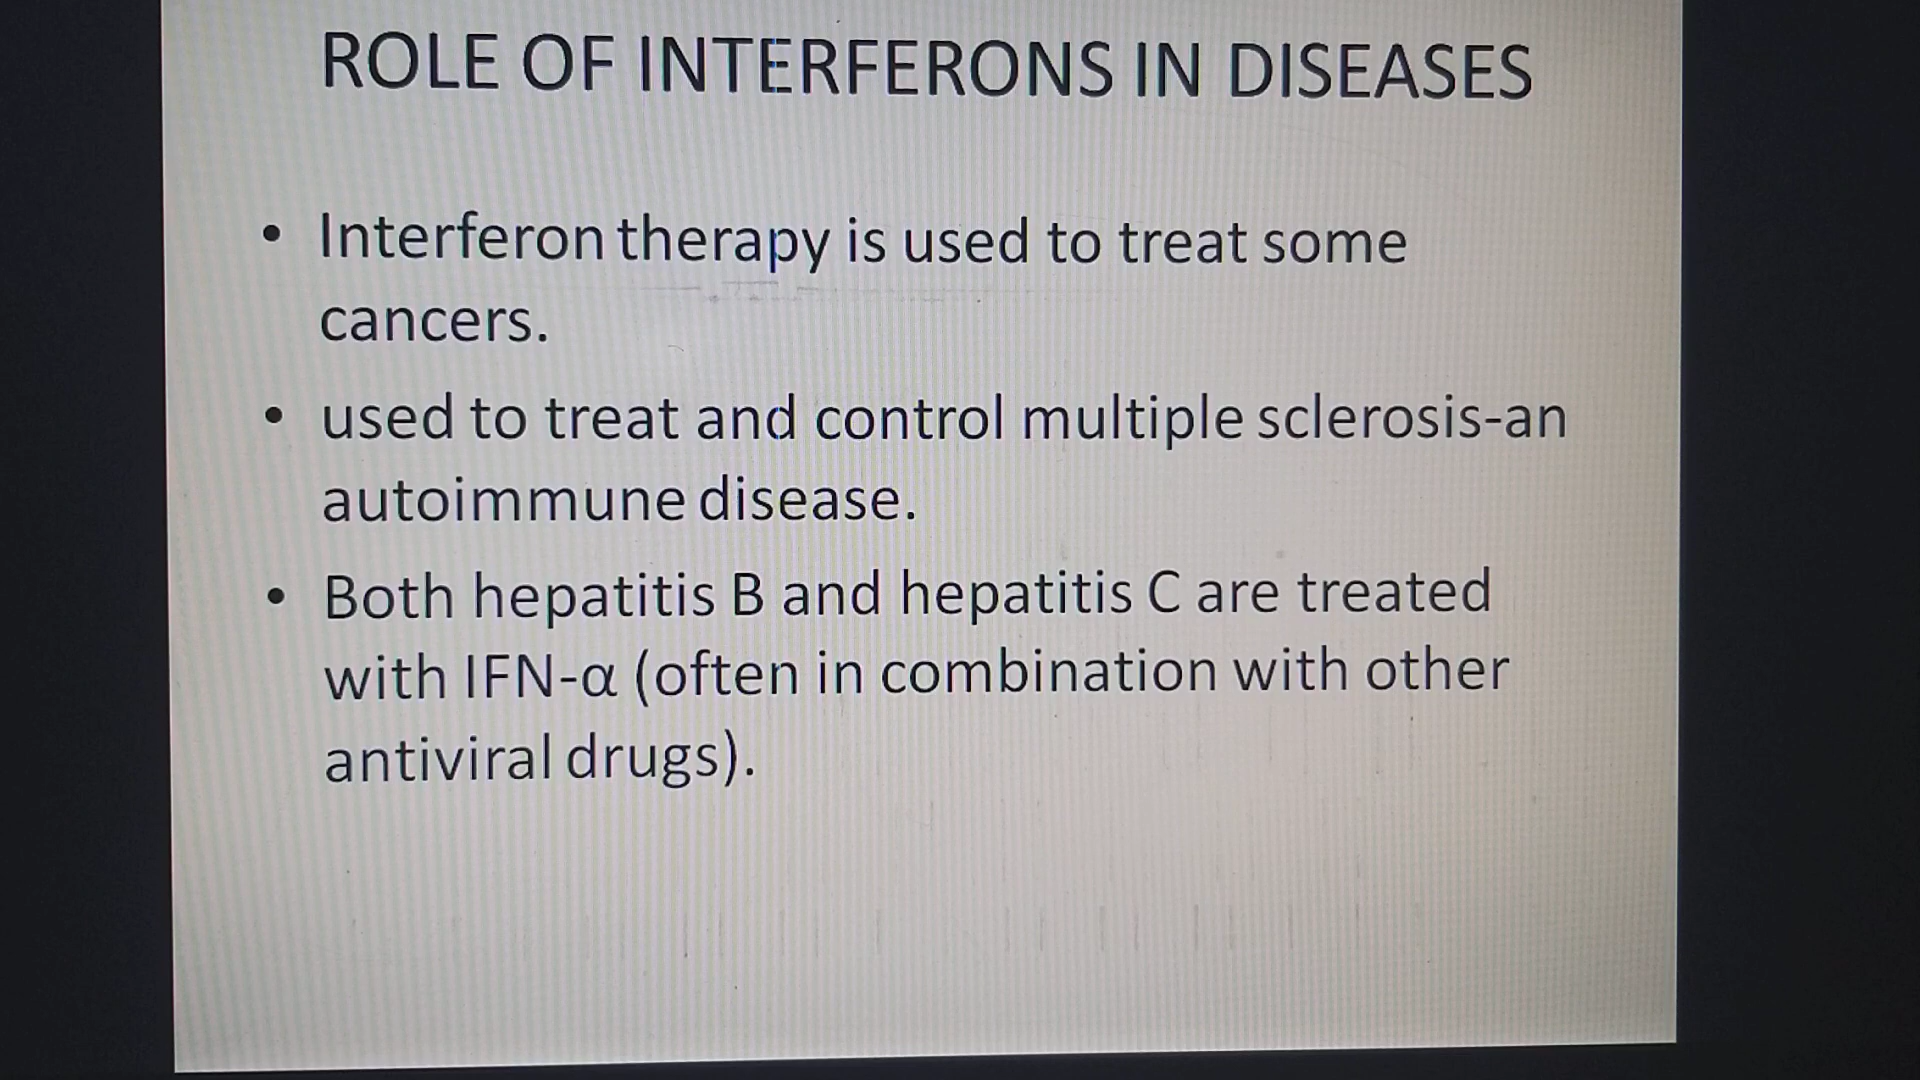 ROLE OF INTERFERONS IN DISEASES
• Interferon therapy is used to treat some
cancers.
• used to treat and control multiple sclerosis-an
autoimmune disease.
• Both hepatitis B and hepatitis C are treated
with IFN-α (often in combination with other
antiviral drugs).